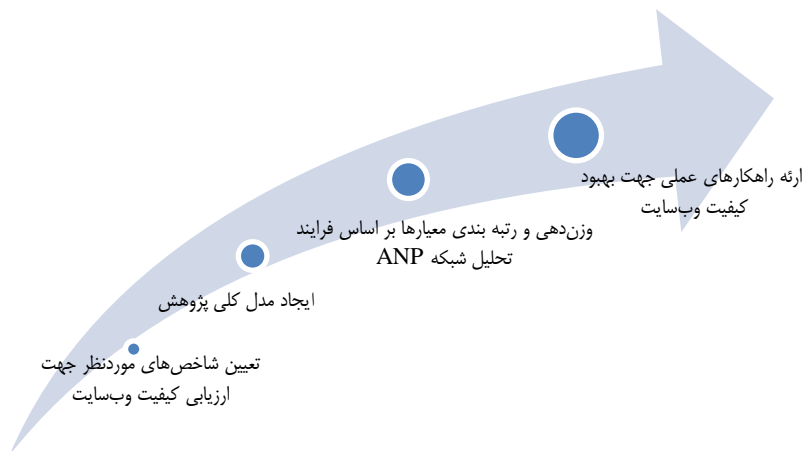 ارئه راهکارهای عملی جهت بهبود
کیفیت وب‌سایت
وزن‌دهی و رتبه بندی معیارها بر اساس فرایند
تحلیل شبکه ANP
ایجاد مدل کلی پژوهش
تعیین شاخص‌های موردنظر جهت
ارزیابی کیفیت وب‌سایت